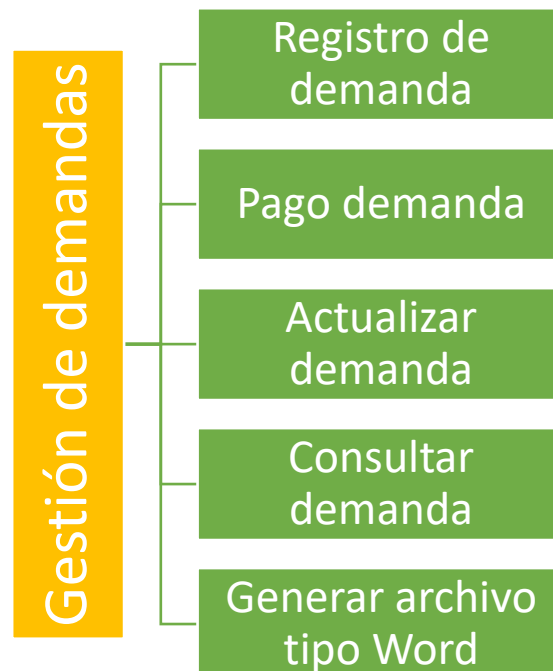 Gestión de demandas
Registro de
demanda
Pago demanda
Actualizar
demanda
Consultar
demanda
Generar archivo
tipo Word